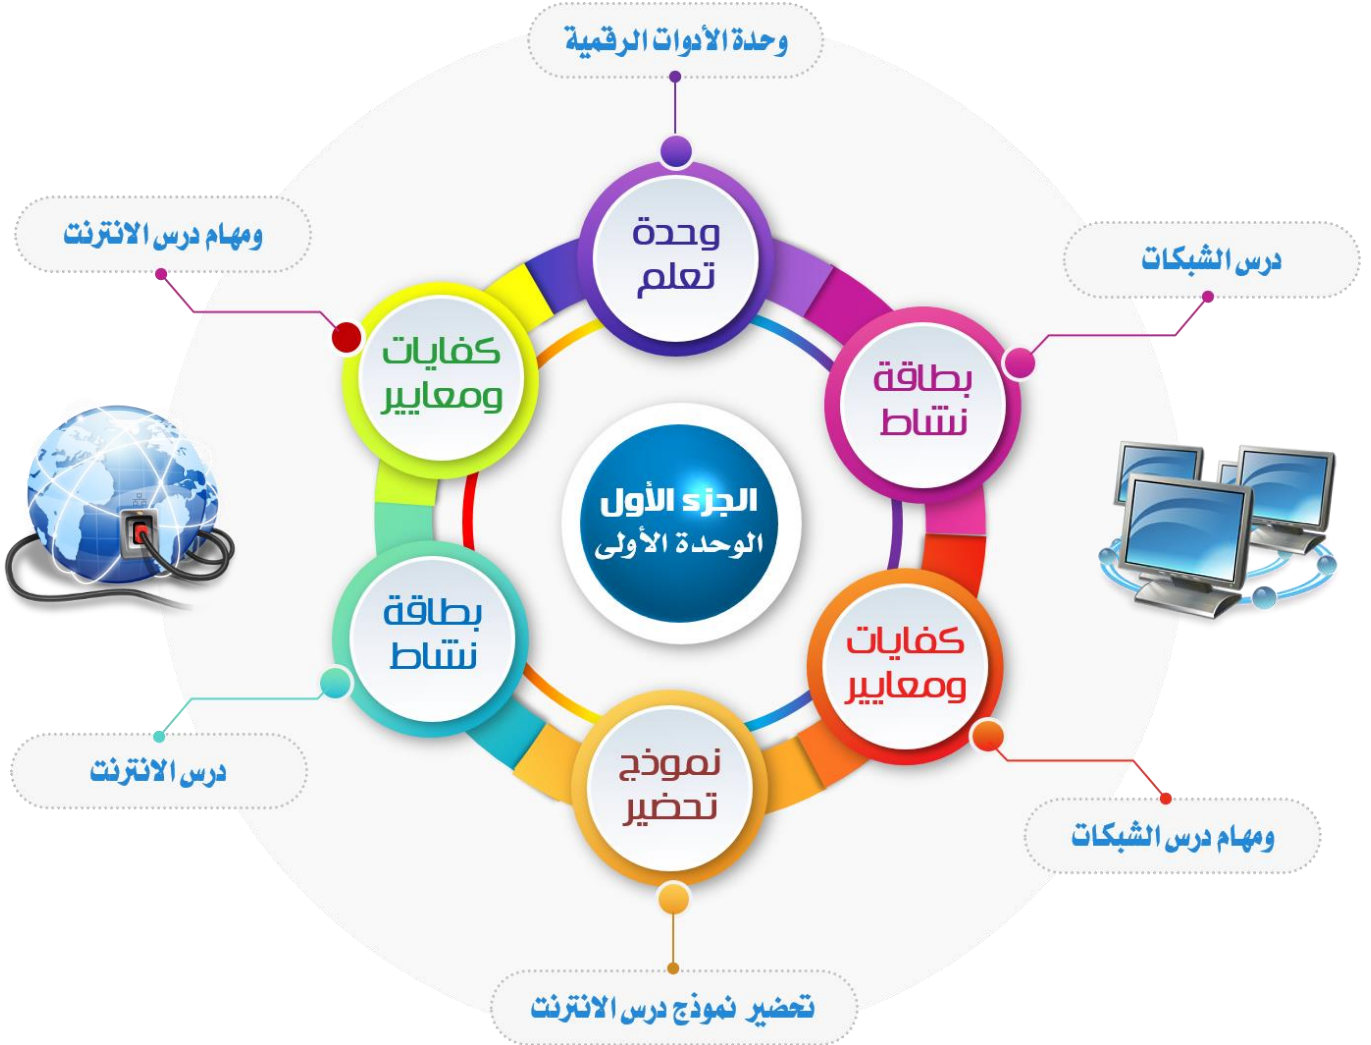 وحدة الأدوات الرقمية
وحدة
تعلم
درس الشبكات
بطاقة
نشاط
ومهام درس الانترنت
كفايات
ومعايير
الجزء الأول
الوحدة الأولى
كفايات
ومعايير
ومهام درس الشبكات
بطاقة
نشاط
درس الانترنت
نموذج
تحضير
تحضير نموذج درس الانترنت